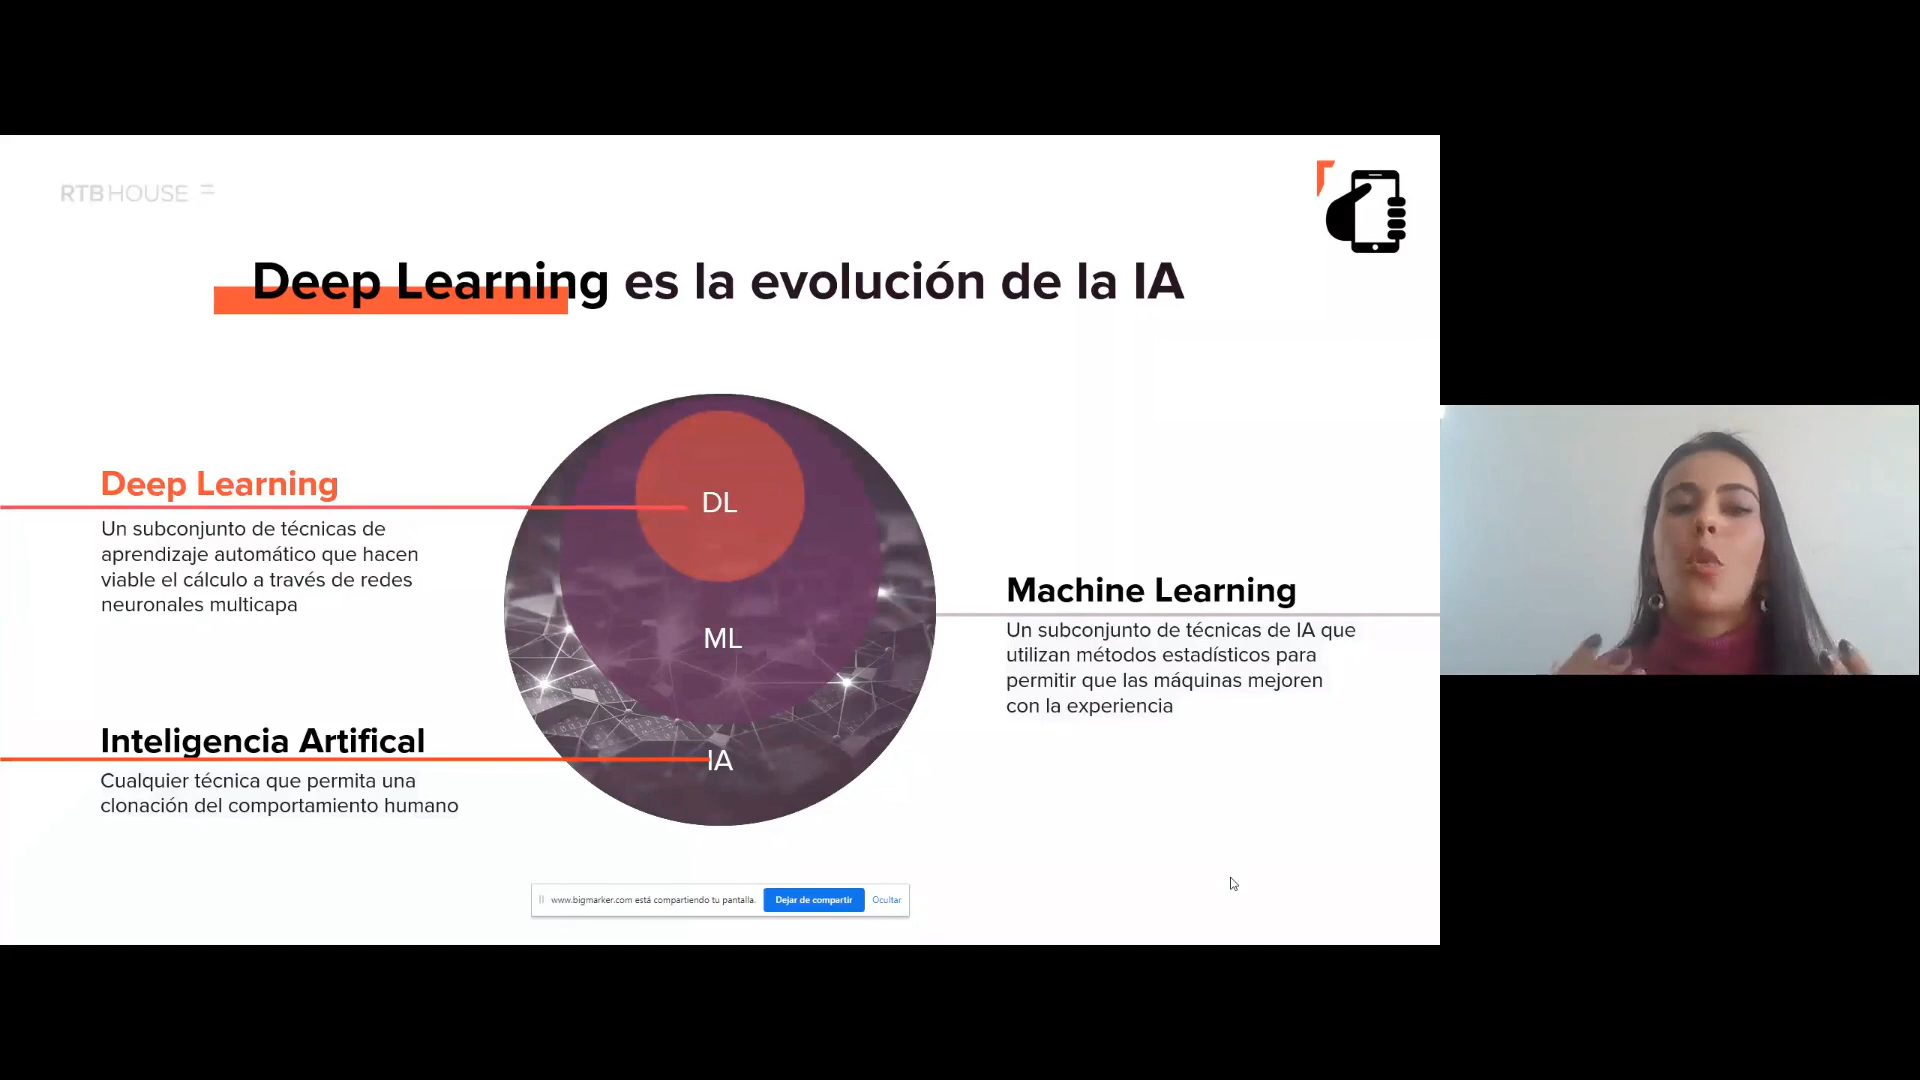 RTB HOUSE
Deep Learning es la evolución de la IA
Deep Learning
Un subconjunto de técnicas de
aprendizaje automático que hacen
viable el cálculo a través de redes
neuronales multicapa
DL
ML
IA
Machine Learning
Un subconjunto de técnicas de IA que
utilizan métodos estadísticos para
permitir que las máquinas mejoren
con la experiencia
Inteligencia Artifical
Cualquier técnica que permita una
clonación del comportamiento humano
www.bigmarker.com está compartiendo tu pantalla. Dejar de compartir Ocultar